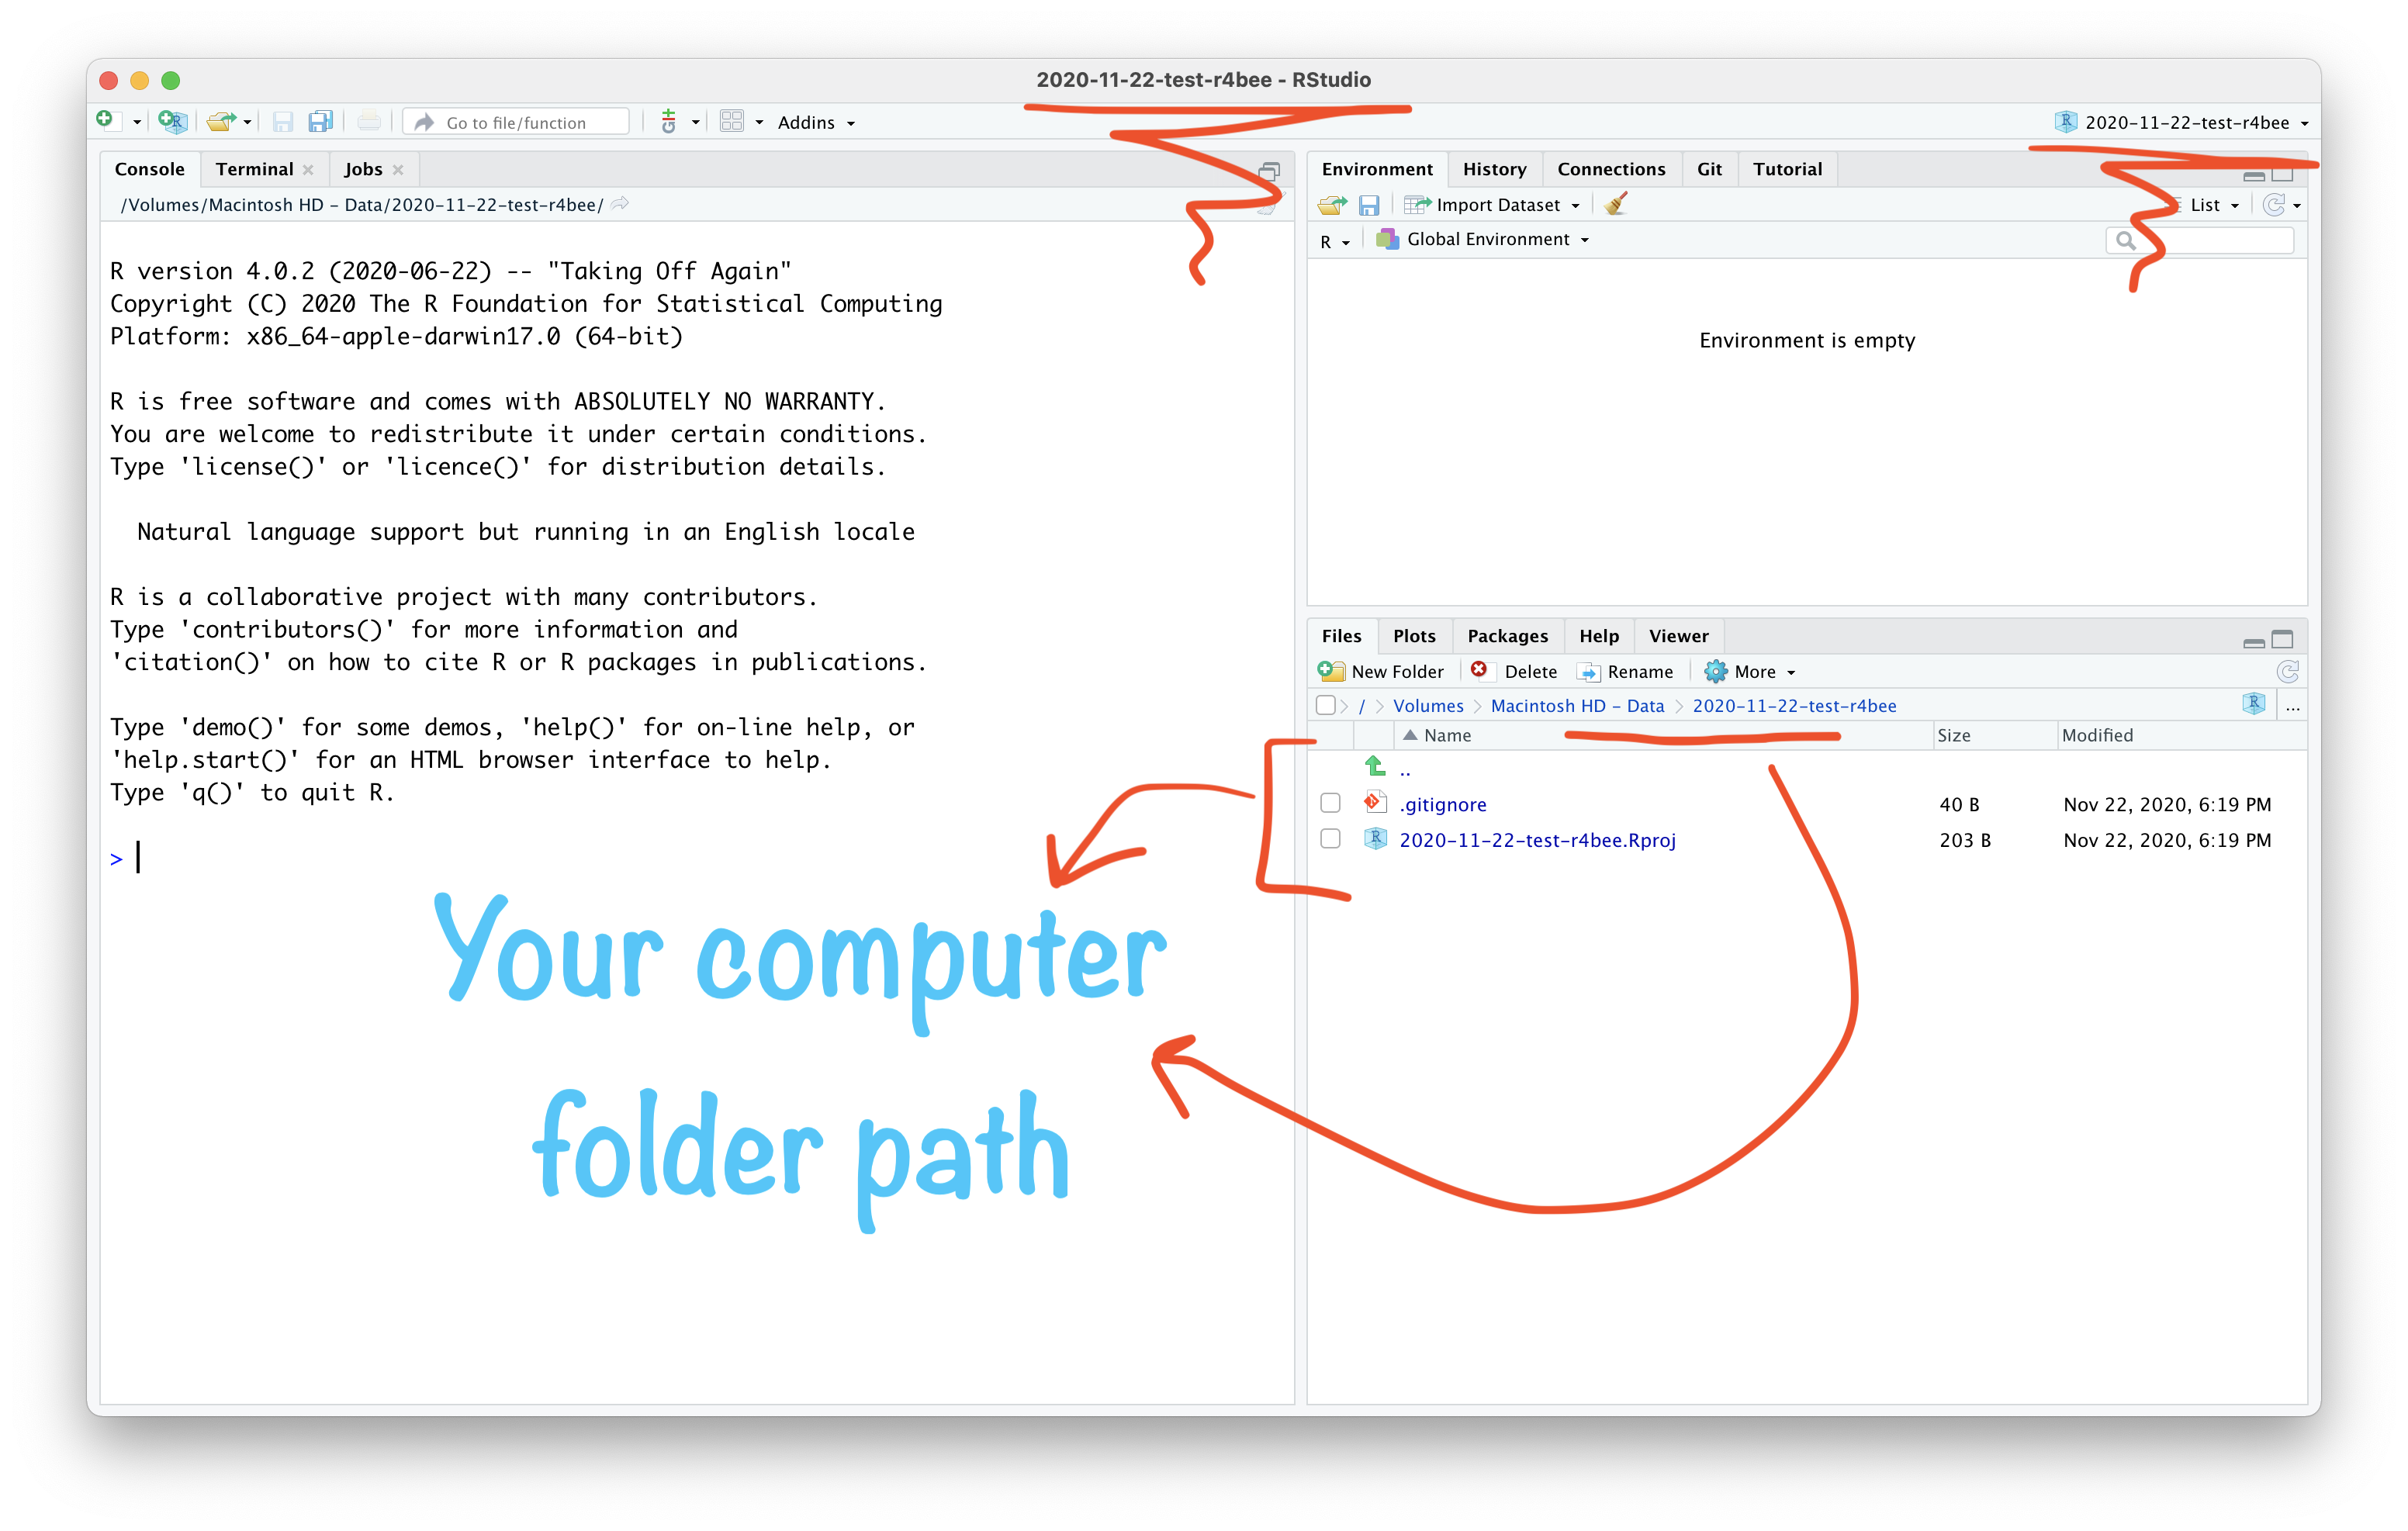 2020-11-22-test-r4bee - RStudio
Go to file/function
Addins
2020-11-22-test-r4bee
Console Terminal Jobs
/Volumes/Macintosh HD - Data/2020-11-22-test-r4bee/
R version 4.0.2 (2020-06-22) -- "Taking Off Again"
Copyright (C) 2020 The R Foundation for Statistical Computing
Platform: x86_64-apple-darwin17.0 (64-bit)
R is free software and comes with ABSOLUTELY NO WARRANTY.
You are welcome to redistribute it under certain conditions.
Type 'license()' or 'licence()' for distribution details.
Natural language support but running in an English locale
R is a collaborative project with many contributors.
Type 'contributors()' for more information and
'citation()' on how to cite R or R packages in publications.
Type 'demo()' for some demos, 'help()' for on-line help, or
'help.start()' for an HTML browser interface to help.
Type 'q()' to quit R.
>
Your computer
folder path
Environment History Connections Git Tutorial
Import Dataset List
R Global Environment
Environment is empty
Files Plots Packages Help Viewer
New Folder Delete Rename More
/ Volumes Macintosh HD - Data 2020-11-22-test-r4bee ...
Name Size Modified
..
.gitignore 40 B Nov 22, 2020, 6:19 PM
2020-11-22-test-r4bee.Rproj 203 B Nov 22, 2020, 6:19 PM